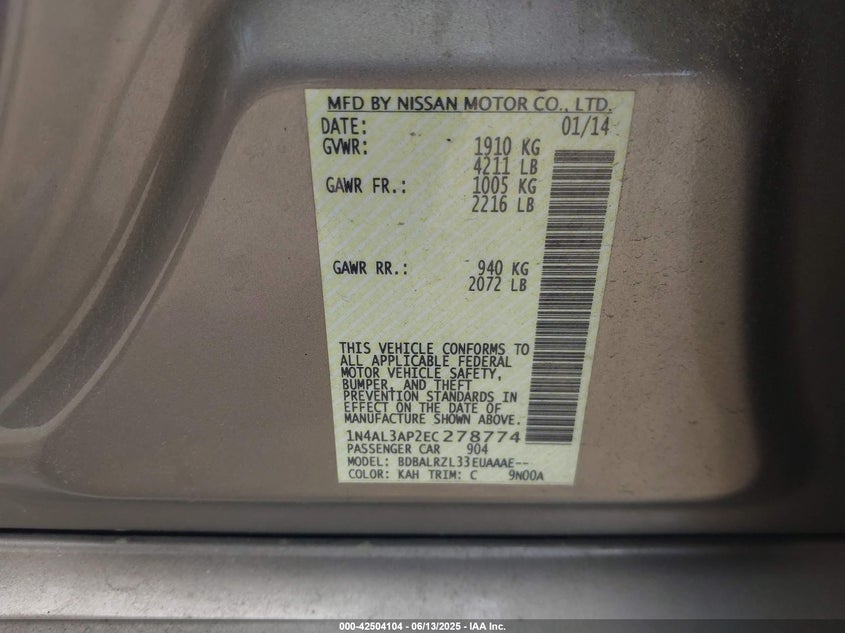 MFD BY NISSAN MOTOR CO., LTD.
DATE: 01/14
GVWR: 1910 KG
4211 LB
GAWR FR.: 1005 KG
2216 LB
GAWR RR.: 940 KG
2072 LB
THIS VEHICLE CONFORMS TO
ALL APPLICABLE FEDERAL
MOTOR VEHICLE SAFETY,
BUMPER, AND THEFT
PREVENTION STANDARDS IN
EFFECT ON THE DATE OF
MANUFACTURE SHOWN ABOVE.
1N4AL3AP2EC278774
PASSENGER CAR 904
MODEL: BDBALRZL33EUAAAE--
COLOR: KAH TRIM: C 9N00A
000-42504104 - 06/13/2025 - IAA Inc.